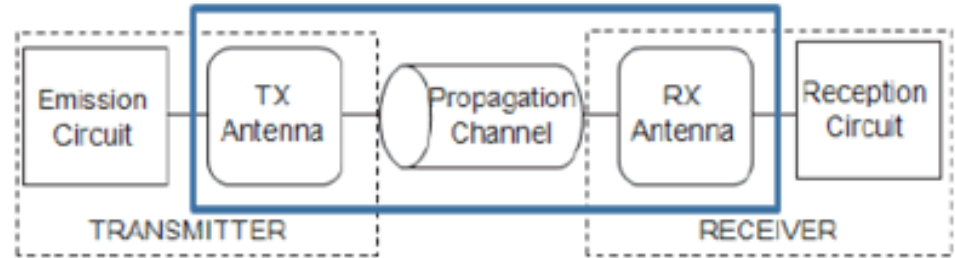 Emission
Circuit
TX
Antenna
Propagation
Channel
RX
Antenna
Reception
Circuit
TRANSMITTER
RECEIVER